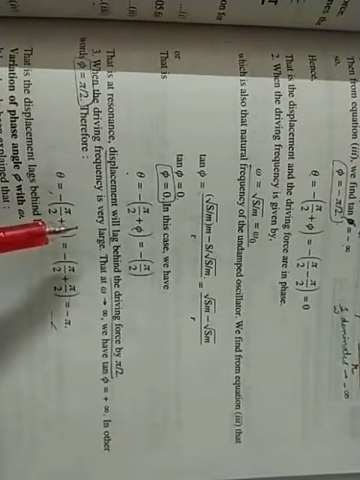 Then from equation (iii), we find tan ϕ = − ∞
so, ϕ = − π/2.
Hence, θ = −(π/2 + ϕ) = −(π/2 − π/2) = 0
That is the displacement and the driving force are in phase.
2. When the driving frequency is given by,
ω = √S/m = ω₀
which is also that natural frequency of the undamped oscillator. We find from equation (iii) that
tan ϕ = (√S/m)m − S/√S/m / r = √Sm − √Sm / r
or tan ϕ = 0
That is ϕ = 0. In this case, we have
θ = −(π/2 + ϕ) = −(π/2)
That is at resonance, displacement will lag behind the driving force by π/2.
3. When the driving frequency is very large. That at ω → ∞, we have tan ϕ = + ∞. In other
words ϕ = π/2. Therefore
θ = −(π/2 = −(π/2 + π/2) = −π.
That is the displacement lags behind
Variation of phase angle ϕ with ω.
explained that :